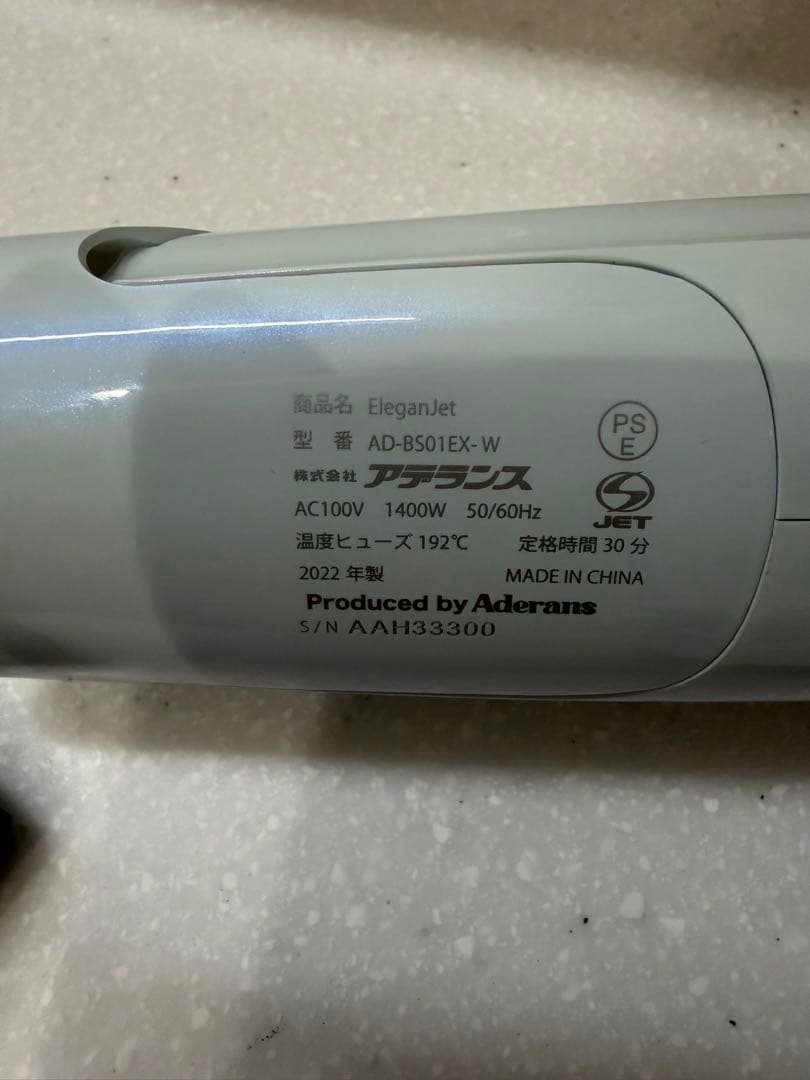 商品名 EleganJet
型 番 AD-BS01EX-W
株式会社 アデランス
AC100V 1400W 50/60Hz
温度ヒューズ 192℃ 定格時間 30 分
2022 年製 MADE IN CHINA
Produced by Aderans
S/N AAH33300
PS
E
JET